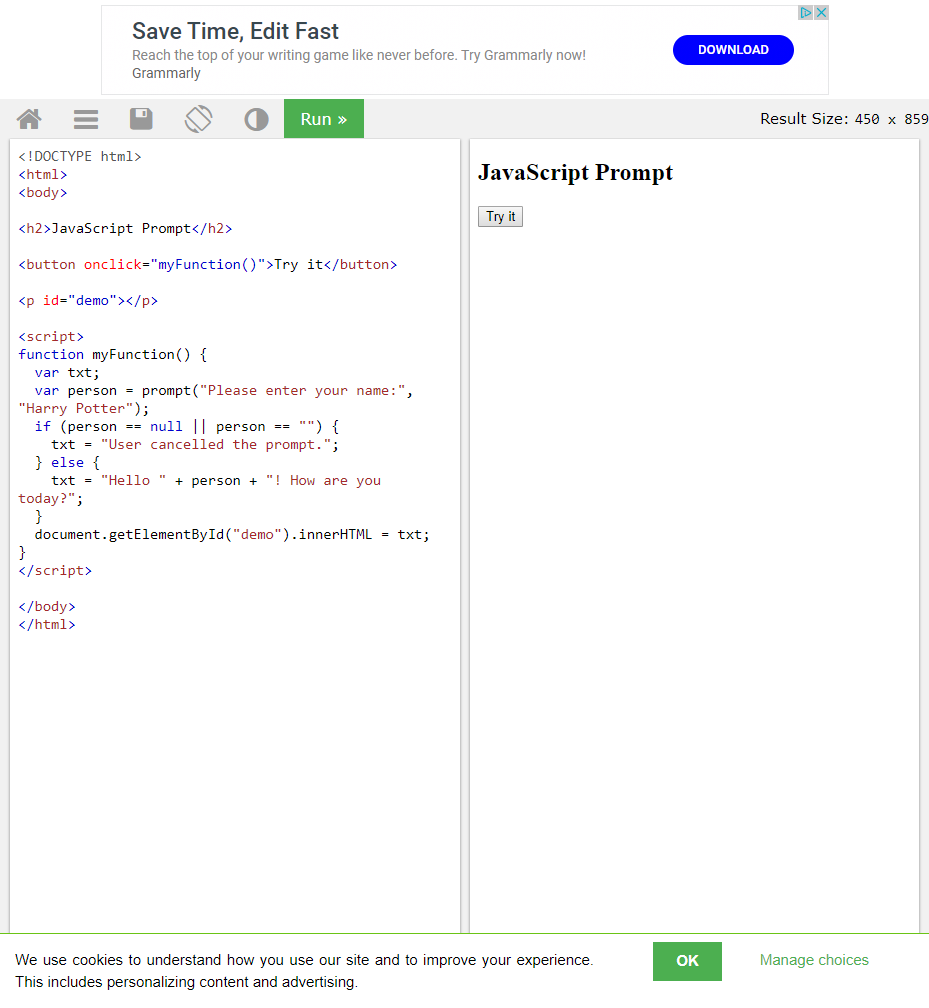 Save Time, Edit Fast
Reach the top of your writing game like never before. Try Grammarly now!
Grammarly
DOWNLOAD
Run »
Result Size: 450 x 859
<!DOCTYPE html>
<html>
<body>
<h2>JavaScript Prompt</h2>
<button onclick="myFunction()">Try it</button>
<p id="demo"></p>
<script>
function myFunction() {
  var txt;
  var person = prompt("Please enter your name:",
"Harry Potter");
  if (person == null || person == "") {
    txt = "User cancelled the prompt.";
  } else {
    txt = "Hello " + person + "! How are you
today?";
  }
  document.getElementById("demo").innerHTML = txt;
}
</script>
</body>
</html>
JavaScript Prompt
Try it
We use cookies to understand how you use our site and to improve your experience.
This includes personalizing content and advertising.
OK
Manage choices